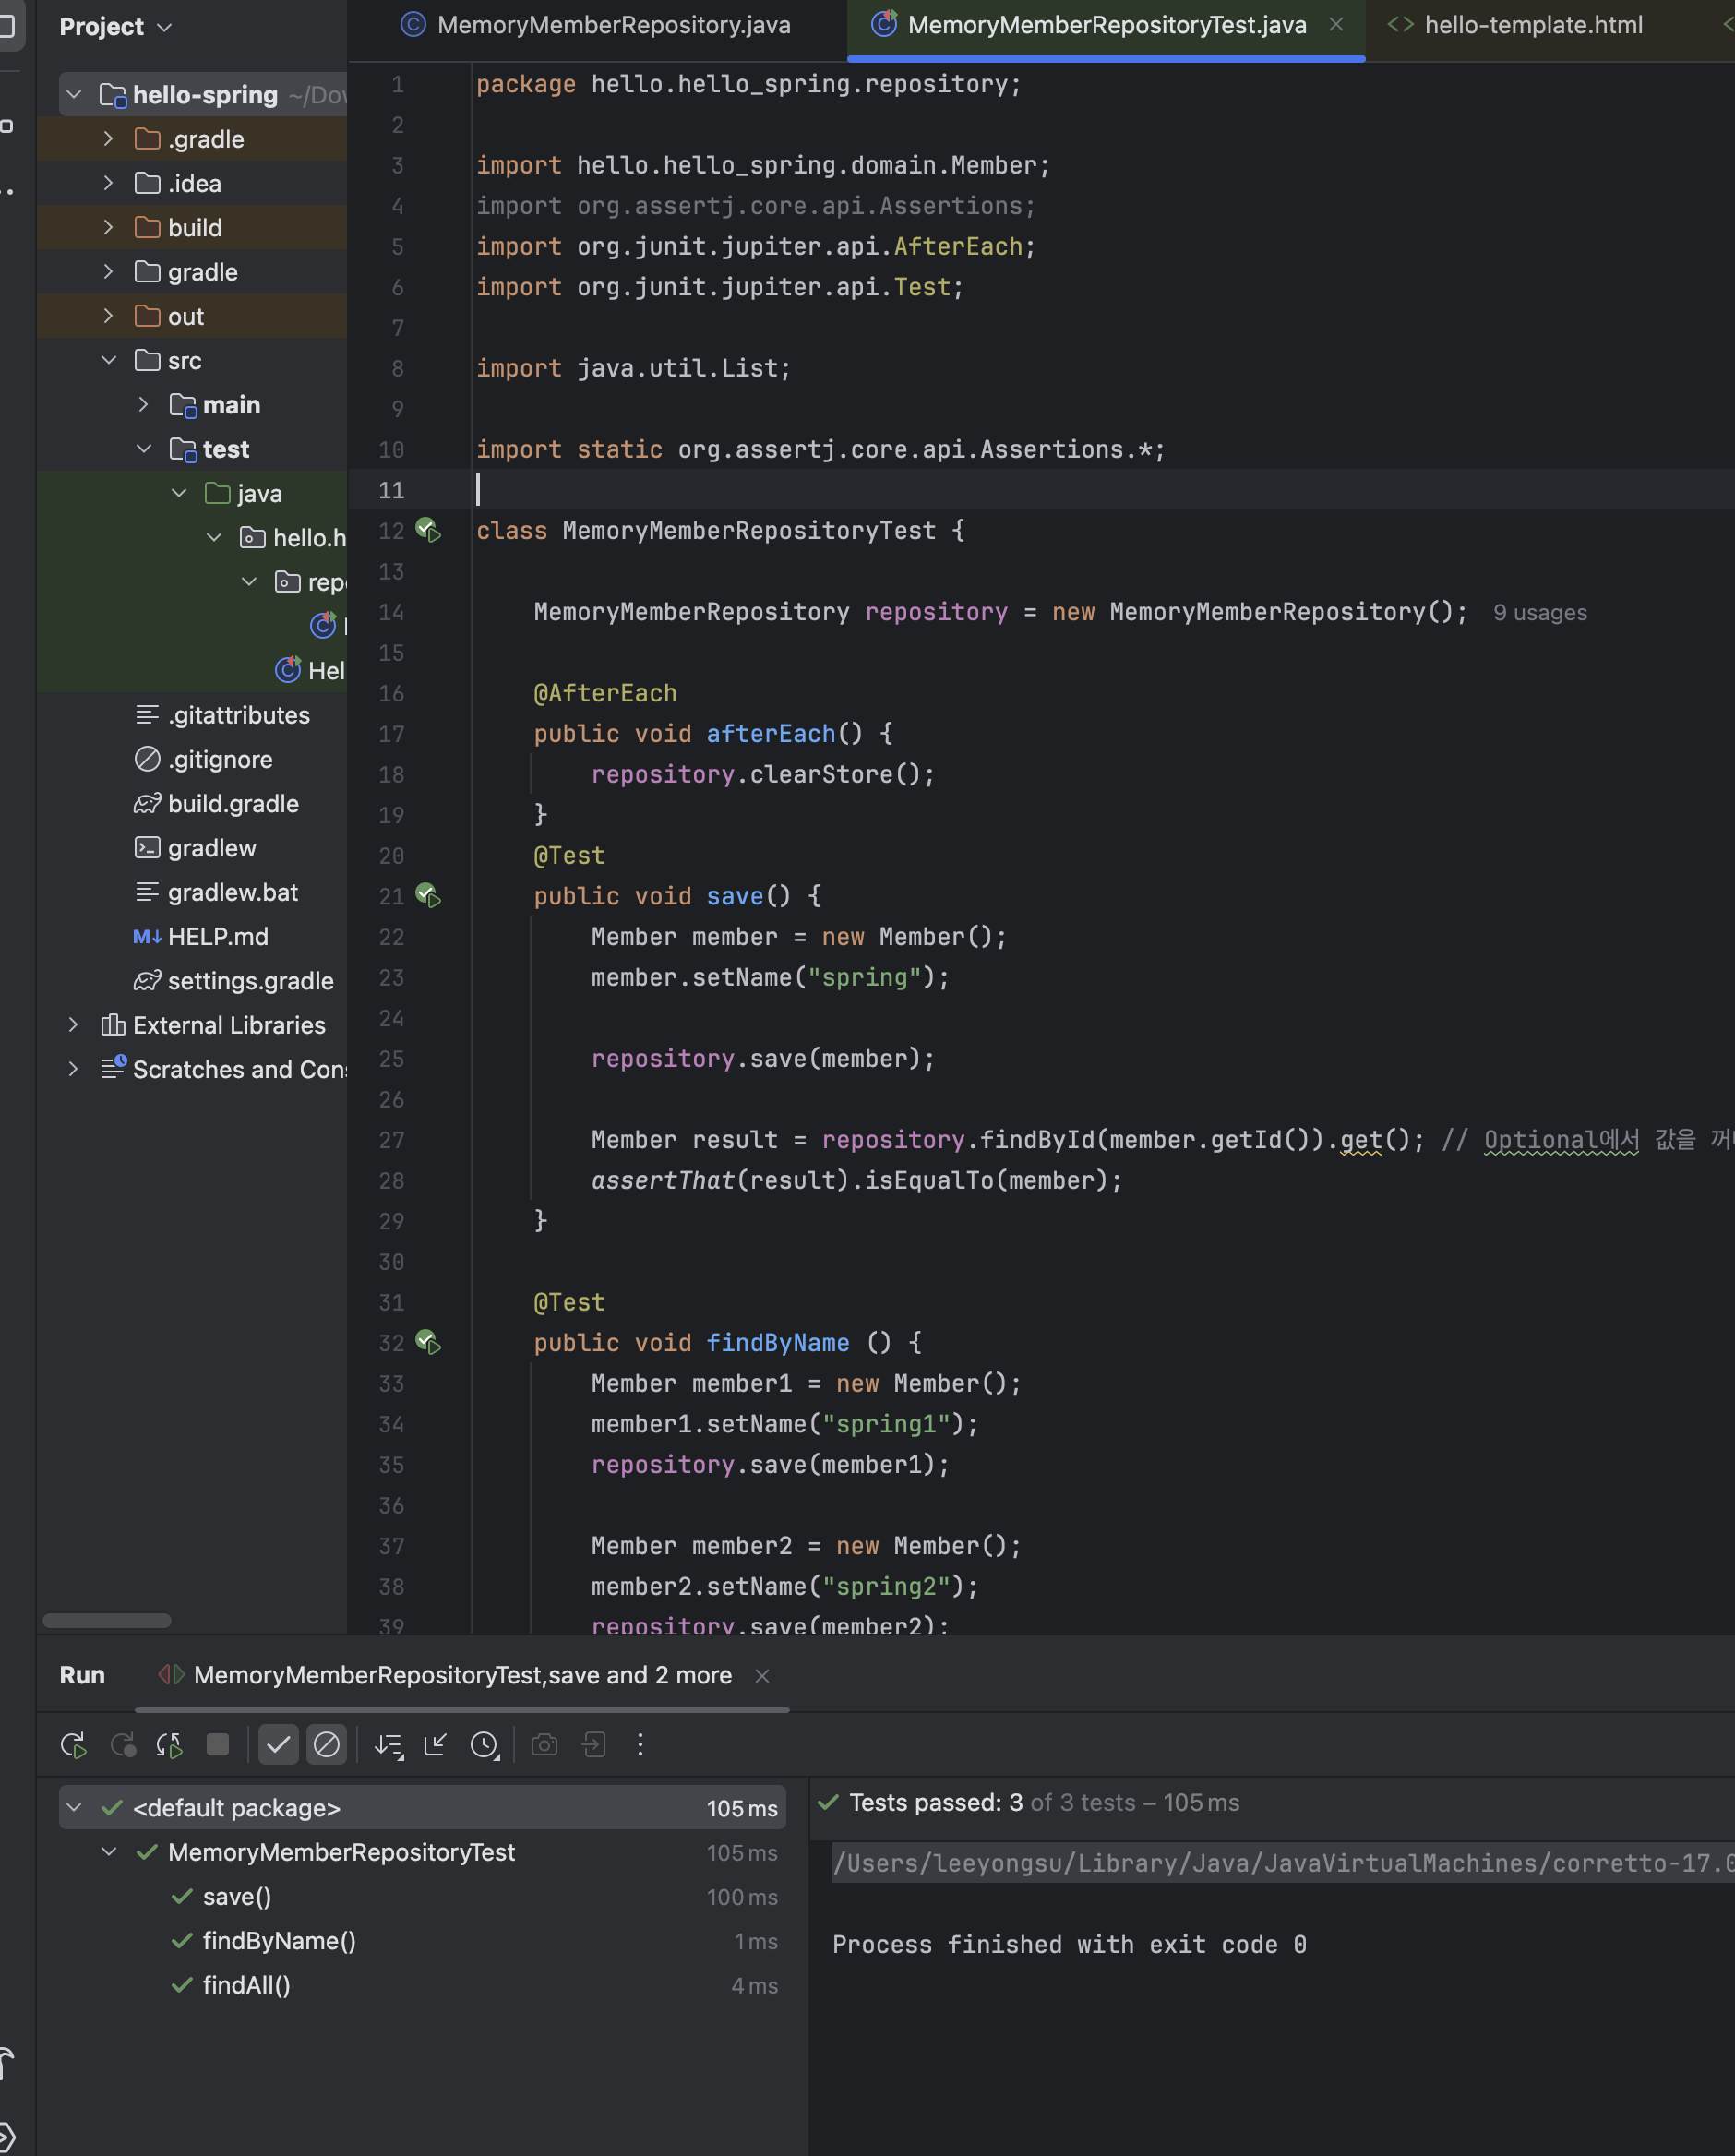 Project
MemoryMemberRepository.java
MemoryMemberRepositoryTest.java
hello-template.html
hello-spring
.gradle
.idea
build
gradle
out
src
main
test
java
.gitattributes
.gitignore
build.gradle
gradlew
gradlew.bat
M↓ HELP.md
settings.gradle
External Libraries
Scratches and
1 package hello.hello_spring.repository;
2
3 import hello.hello_spring.domain.Member;
4 import org.assertj.core.api.Assertions;
5 import org.junit.jupiter.api.AfterEach;
6 import org.junit.jupiter.api.Test;
7
8 import java.util.List;
9
10 import static org.assertj.core.api.Assertions.*;
11
12 class MemoryMemberRepositoryTest {
13
14 MemoryMemberRepository repository = new MemoryMemberRepository(); 9 usages
15
16 @AfterEach
17 public void afterEach() {
18 repository.clearStore();
19 }
20 @Test
21 public void save() {
22 Member member = new Member();
23 member.setName("spring");
24
25 repository.save(member);
26
27 Member result = repository.findById(member.getId()).get(); // Optional에서 값을
28 assertThat(result).isEqualTo(member);
29 }
30
31 @Test
32 public void findByName () {
33 Member member1 = new Member();
34 member1.setName("spring1");
35 repository.save(member1);
36
37 Member member2 = new Member();
38 member2.setName("spring2");
39 repository.save(member2);
Run
MemoryMemberRepositoryTest,save and 2 more
<default package> 105 ms
MemoryMemberRepositoryTest 105 ms
save() 100 ms
findByName() 1 ms
findAll() 4 ms
Tests passed: 3 of 3 tests – 105 ms
/Users/leeyongsu/Library/Java/JavaVirtualMachines/corretto-17.0
Process finished with exit code 0